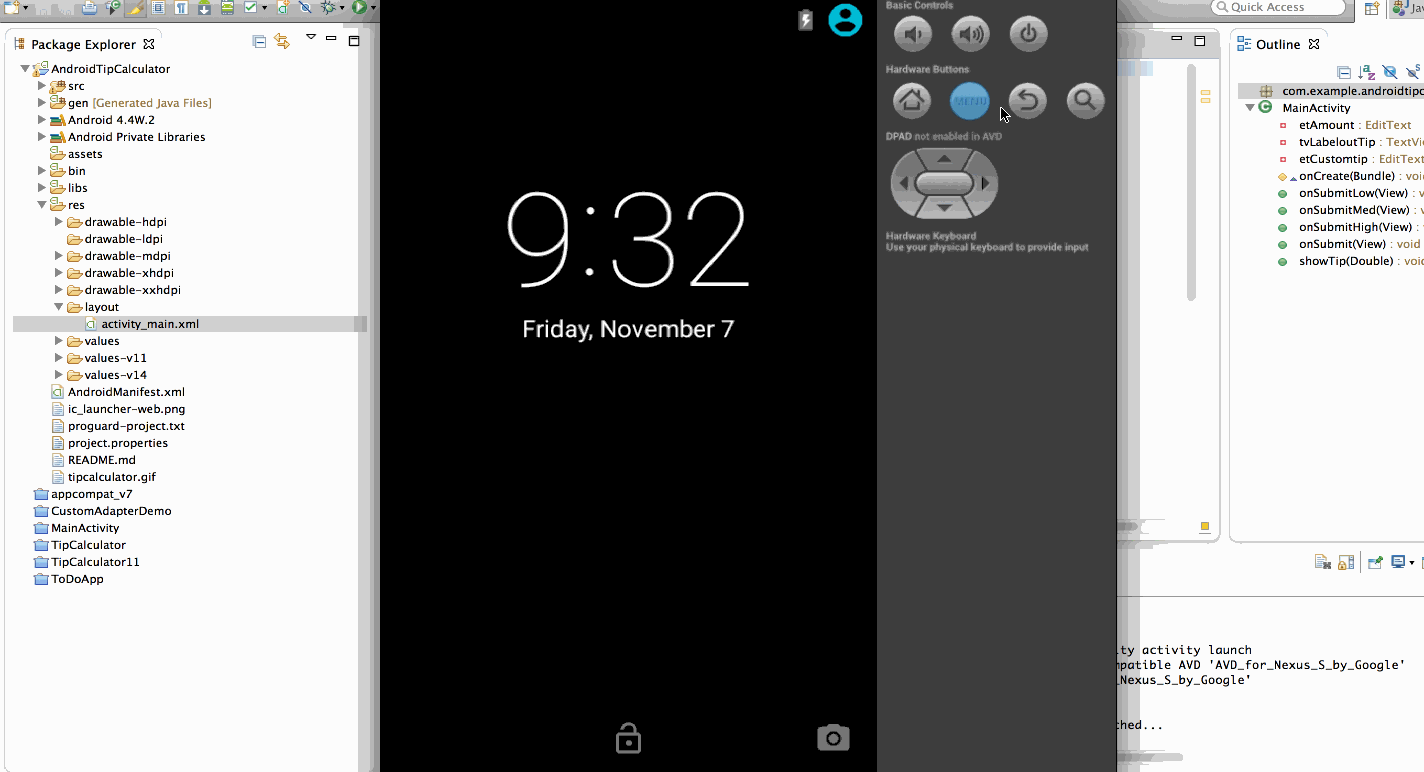 Package Explorer
AndroidTipCalculator
src
gen [Generated Java Files]
Android 4.4W.2
Android Private Libraries
assets
bin
libs
res
drawable-hdpi
drawable-ldpi
drawable-mdpi
drawable-xhdpi
drawable-xxhdpi
layout
activity_main.xml
values
values-v11
values-v14
AndroidManifest.xml
ic_launcher-web.png
proguard-project.txt
project.properties
README.md
tipcalculator.gif
appcompat_v7
CustomAdapterDemo
MainActivity
TipCalculator
TipCalculator11
ToDoApp
9:32
Friday, November 7
Basic Controls
Hardware Buttons
MENU
DPAD not enabled in AVD
Hardware Keyboard
Use your physical keyboard to provide input
Quick Access
Jav
Outline
com.example.androidtipc
MainActivity
etAmount : EditText
tvLabeloutTip : TextVi
etCustomtip : EditText
onCreate(Bundle) : voi
onSubmitLow(View) : v
onSubmitMed(View) : v
onSubmitHigh(View) :
onSubmit(View) : void
showTip(Double) : voi
ity activity launch
patible AVD 'AVD_for_Nexus_S_by_Google'
_Nexus_S_by_Google'
ched...